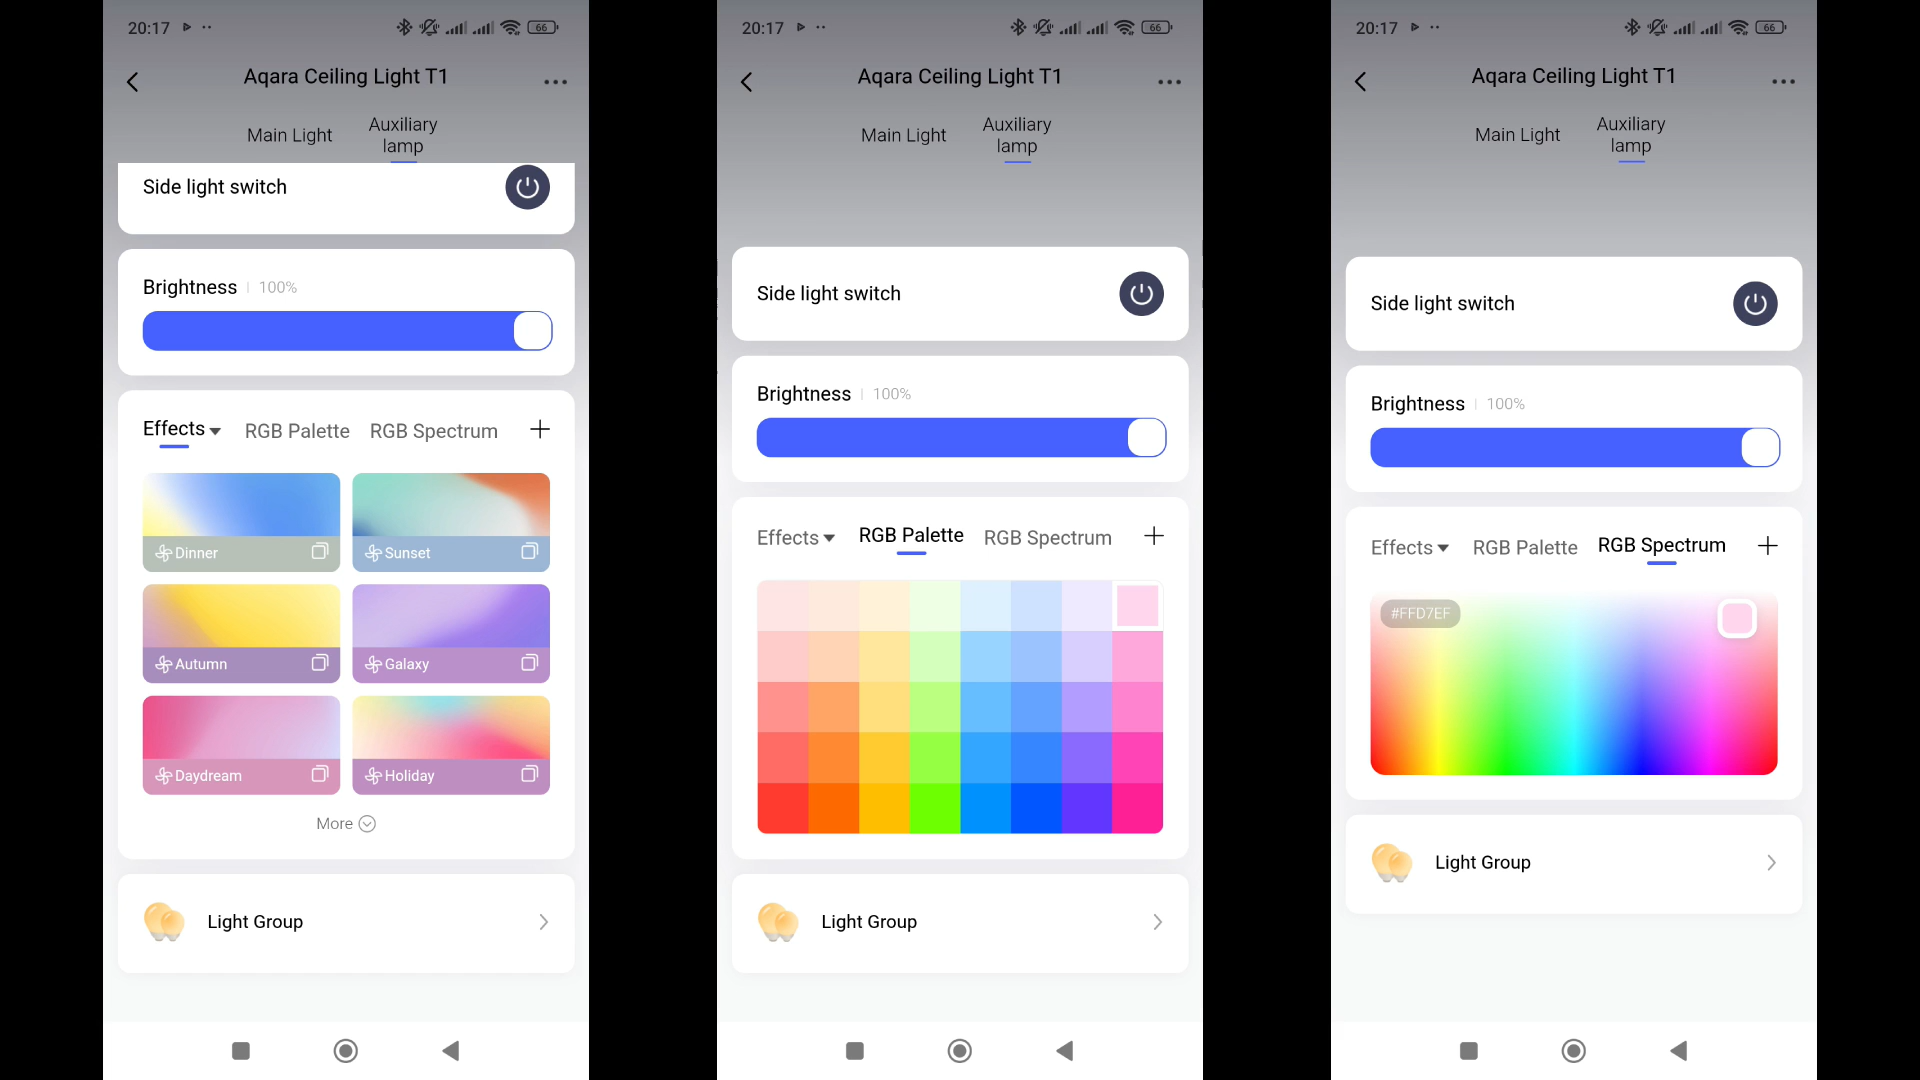 20:17
66
Aqara Ceiling Light T1
Main Light
Auxiliary
lamp
Side light switch
Brightness 100%
Effects RGB Palette RGB Spectrum +
Dinner Sunset
Autumn Galaxy
Daydream Holiday
More
Light Group
20:17
66
Aqara Ceiling Light T1
Main Light
Auxiliary
lamp
Side light switch
Brightness 100%
Effects RGB Palette RGB Spectrum +
Light Group
20:17
66
Aqara Ceiling Light T1
Main Light
Auxiliary
lamp
Side light switch
Brightness 100%
Effects RGB Palette RGB Spectrum +
#FFD7EF
Light Group